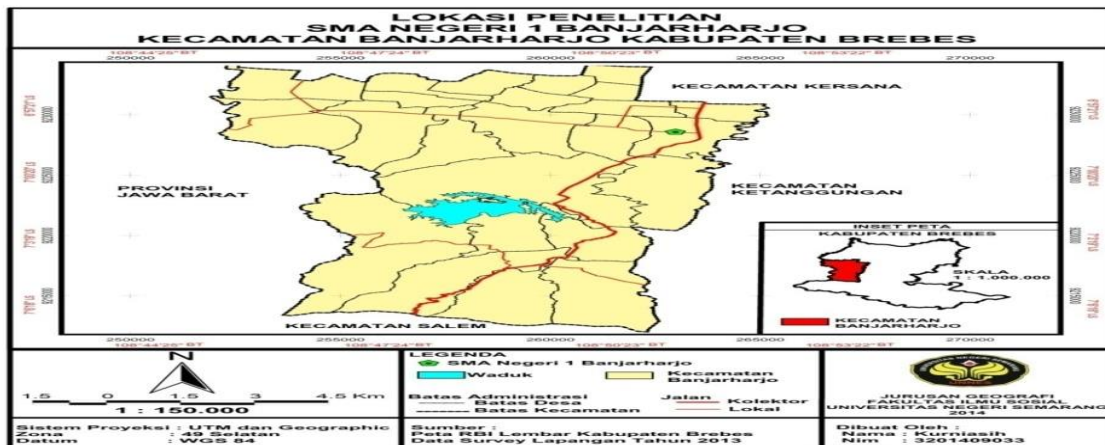 LOKASI PENELITIAN
SMA NEGERI 1 BANJARHARJO
KECAMATAN BANJARHARJO KABUPATEN BREBES
108°44'25" BT 108°47'24" BT 108°50'23" BT 108°53'22" BT
250000 255000 260000 265000 270000
KECAMATAN KERSANA
PROVINSI
JAWA BARAT
KECAMATAN
KETANGGUNGAN
KECAMATAN SALEM
INSET PETA
KABUPATEN BREBES
SKALA
1 : 1.000.000
KECAMATAN
BANJARHARJO
250000 255000 260000 265000 270000
108°44'25" BT 108°47'24" BT 108°50'23" BT 108°53'22" BT
N
1.5 0 1.5 3 4.5 Km
1 : 150.000
Sistem Proyeksi : UTM dan Geographic
Zona : 49 Selatan
Datum : WGS 84
LEGENDA
SMA Negeri 1 Banjarharjo
Waduk
Kecamatan
Banjarharjo
Batas Administrasi
Batas Desa
Batas Kecamatan
Jalan
Kolektor
Lokal
Sumber :
Peta RBI Lembar Kabupaten Brebes
Data Survey Lapangan Tahun 2013
JURUSAN GEOGRAFI
FAKULTAS ILMU SOSIAL
UNIVERSITAS NEGERI SEMARANG
2014
Dibuat Oleh :
Nama : Kurniasih
Nim : 3201409033